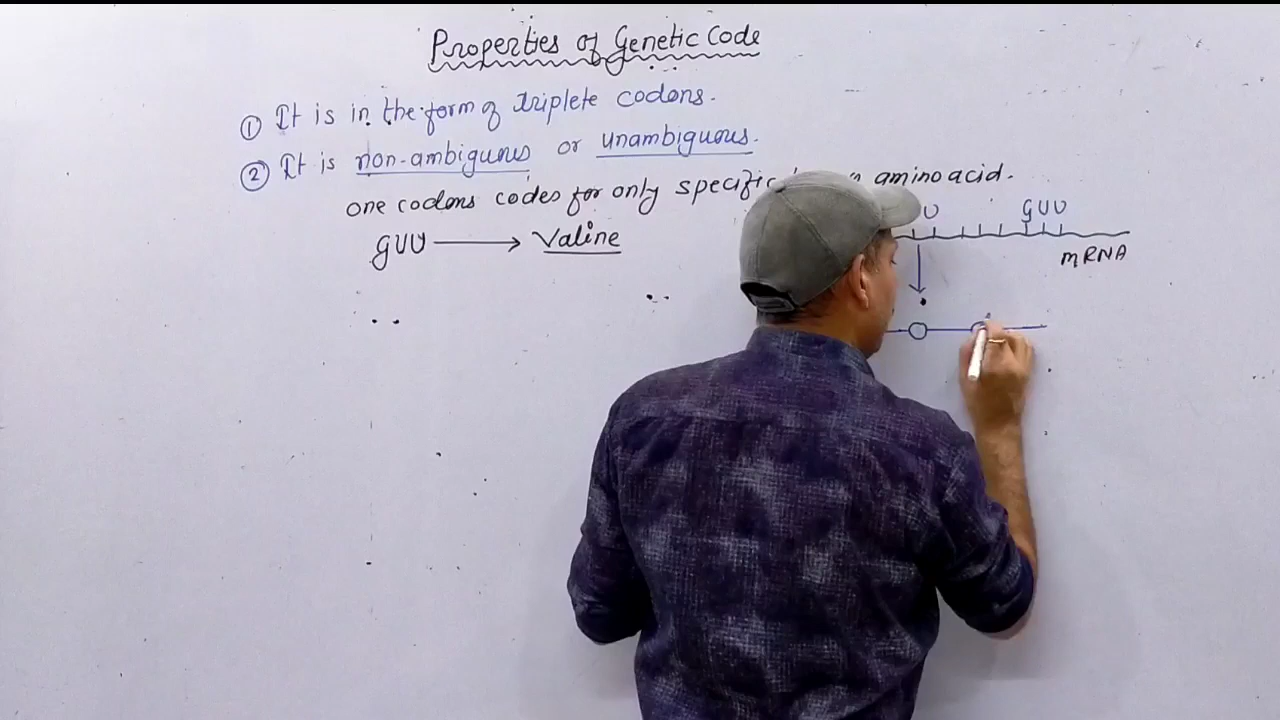 Properties of Genetic Code
① It is in the form of triplete codons.
② It is non-ambiguous or unambiguous.
one codons codes for only specific amino acid.
GUU → Valine
U GUU
mRNA